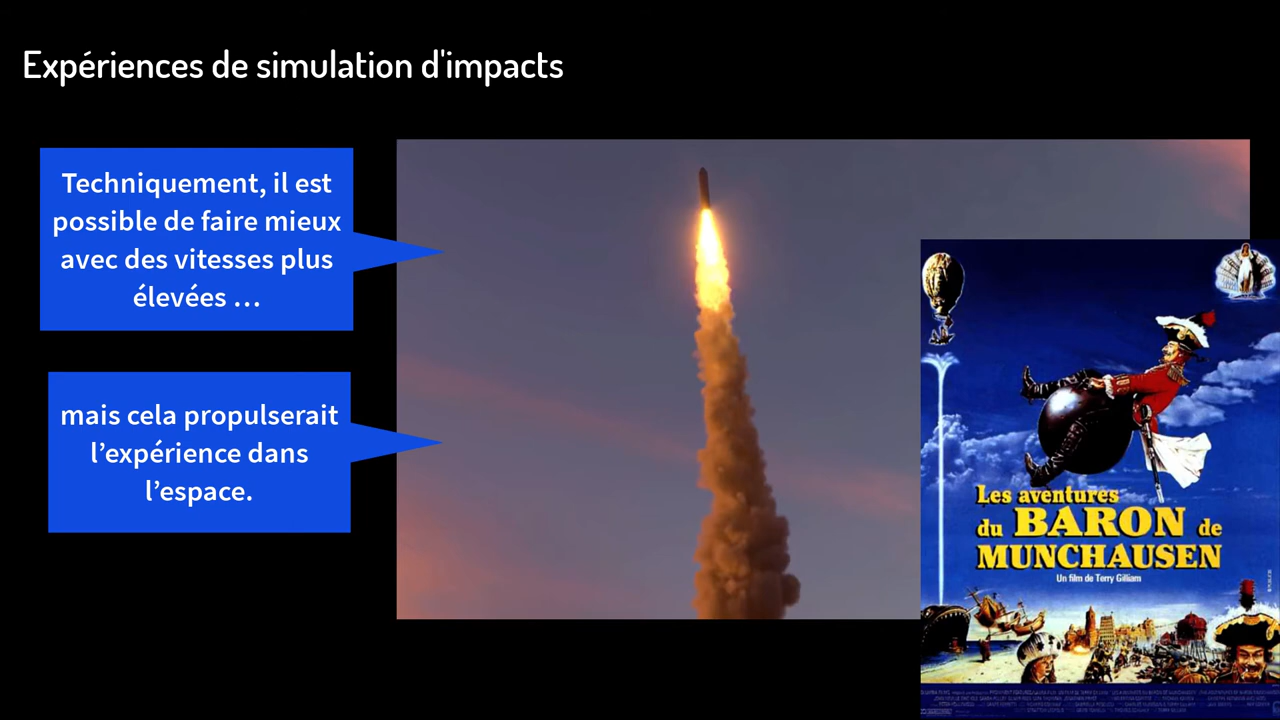 Expériences de simulation d'impacts
Techniquement, il est
possible de faire mieux
avec des vitesses plus
élevées …
mais cela propulserait
l’expérience dans
l’espace.
Les aventures
du BARON de
MUNCHAUSEN
Un film de Terry Gilliam